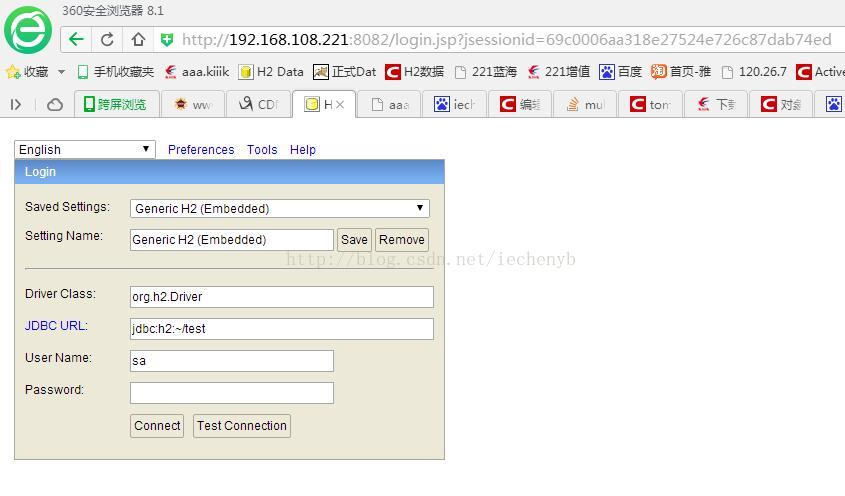 360安全浏览器 8.1
http://192.168.108.221:8082/login.jsp?jsessionid=69c0006aa318e27524e726c87dab74ed
收藏 手机收藏夹 aaa.kiiik H2 Data 正式Dat H2数据 221蓝海 221增值 百度 首页-雅 120.26.7 Active
跨屏浏览 ww CDI H aaa iech 编辑 mul tom 下载 对
English Preferences Tools Help
Login
Saved Settings: Generic H2 (Embedded)
Setting Name: Generic H2 (Embedded) Save Remove
http://blog.csdn.net/iechenyb
Driver Class: org.h2.Driver
JDBC URL: jdbc:h2:~/test
User Name: sa
Password:
Connect Test Connection